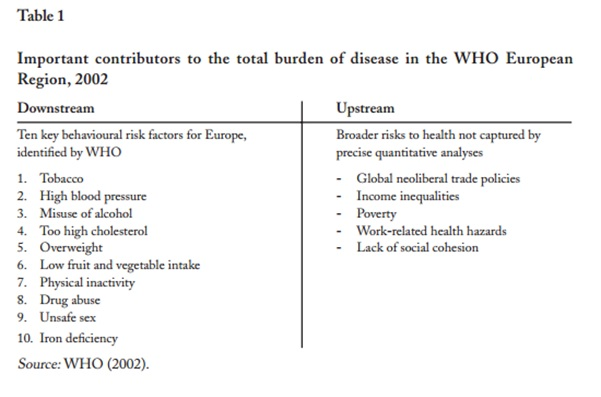 Table 1
Important contributors to the total burden of disease in the WHO European
Region, 2002
Downstream
Ten key behavioural risk factors for Europe,
identified by WHO
1. Tobacco
2. High blood pressure
3. Misuse of alcohol
4. Too high cholesterol
5. Overweight
6. Low fruit and vegetable intake
7. Physical inactivity
8. Drug abuse
9. Unsafe sex
10. Iron deficiency
Upstream
Broader risks to health not captured by
precise quantitative analyses
- Global neoliberal trade policies
- Income inequalities
- Poverty
- Work-related health hazards
- Lack of social cohesion
Source: WHO (2002).